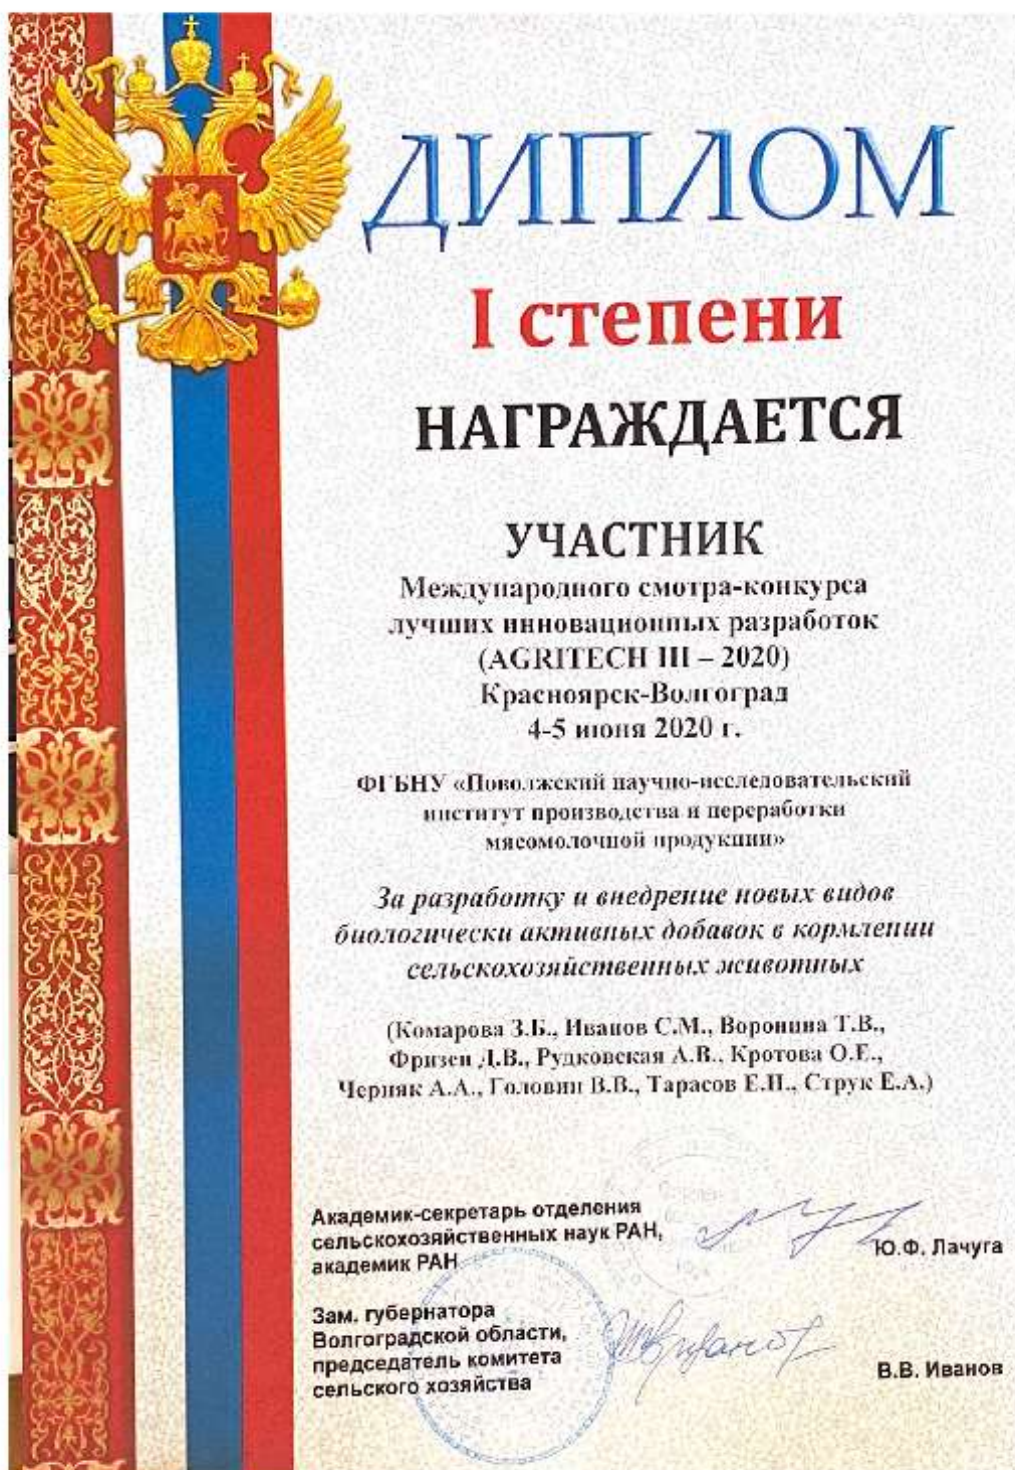 ДИПЛОМ
I степени
НАГРАЖДАЕТСЯ
УЧАСТНИК
Международного смотра-конкурса
лучших инновационных разработок
(AGRITECH III – 2020)
Красноярск-Волгоград
4-5 июня 2020 г.
ФГБНУ «Поволжский научно-исследовательский
институт производства и переработки
мясомолочной продукции»
За разработку и внедрение новых видов
биологически активных добавок в кормлении
сельскохозяйственных животных
(Комарова З.Б., Иванов С.М., Воронина Т.В.,
Фризен Д.В., Рудковская А.В., Кротова О.Е.,
Черняк А.А., Головин В.В., Тарасов Е.Н., Струк Е.А.)
Академик-секретарь отделения
сельскохозяйственных наук РАН,
академик РАН
Ю.Ф. Лачуга
Зам. губернатора
Волгоградской области,
председатель комитета
сельского хозяйства
В.В. Иванов